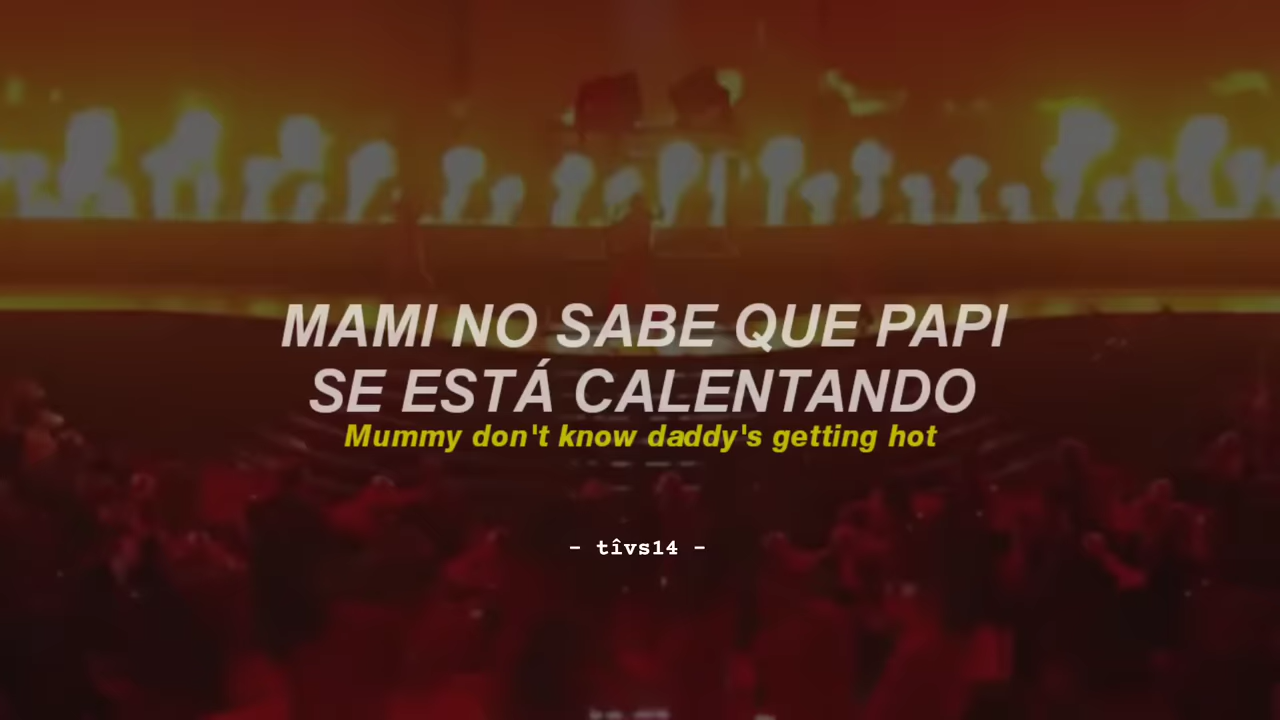 MAMI NO SABE QUE PAPI
SE ESTÁ CALENTANDO
Mummy don't know daddy's getting hot
- tîvs14 -